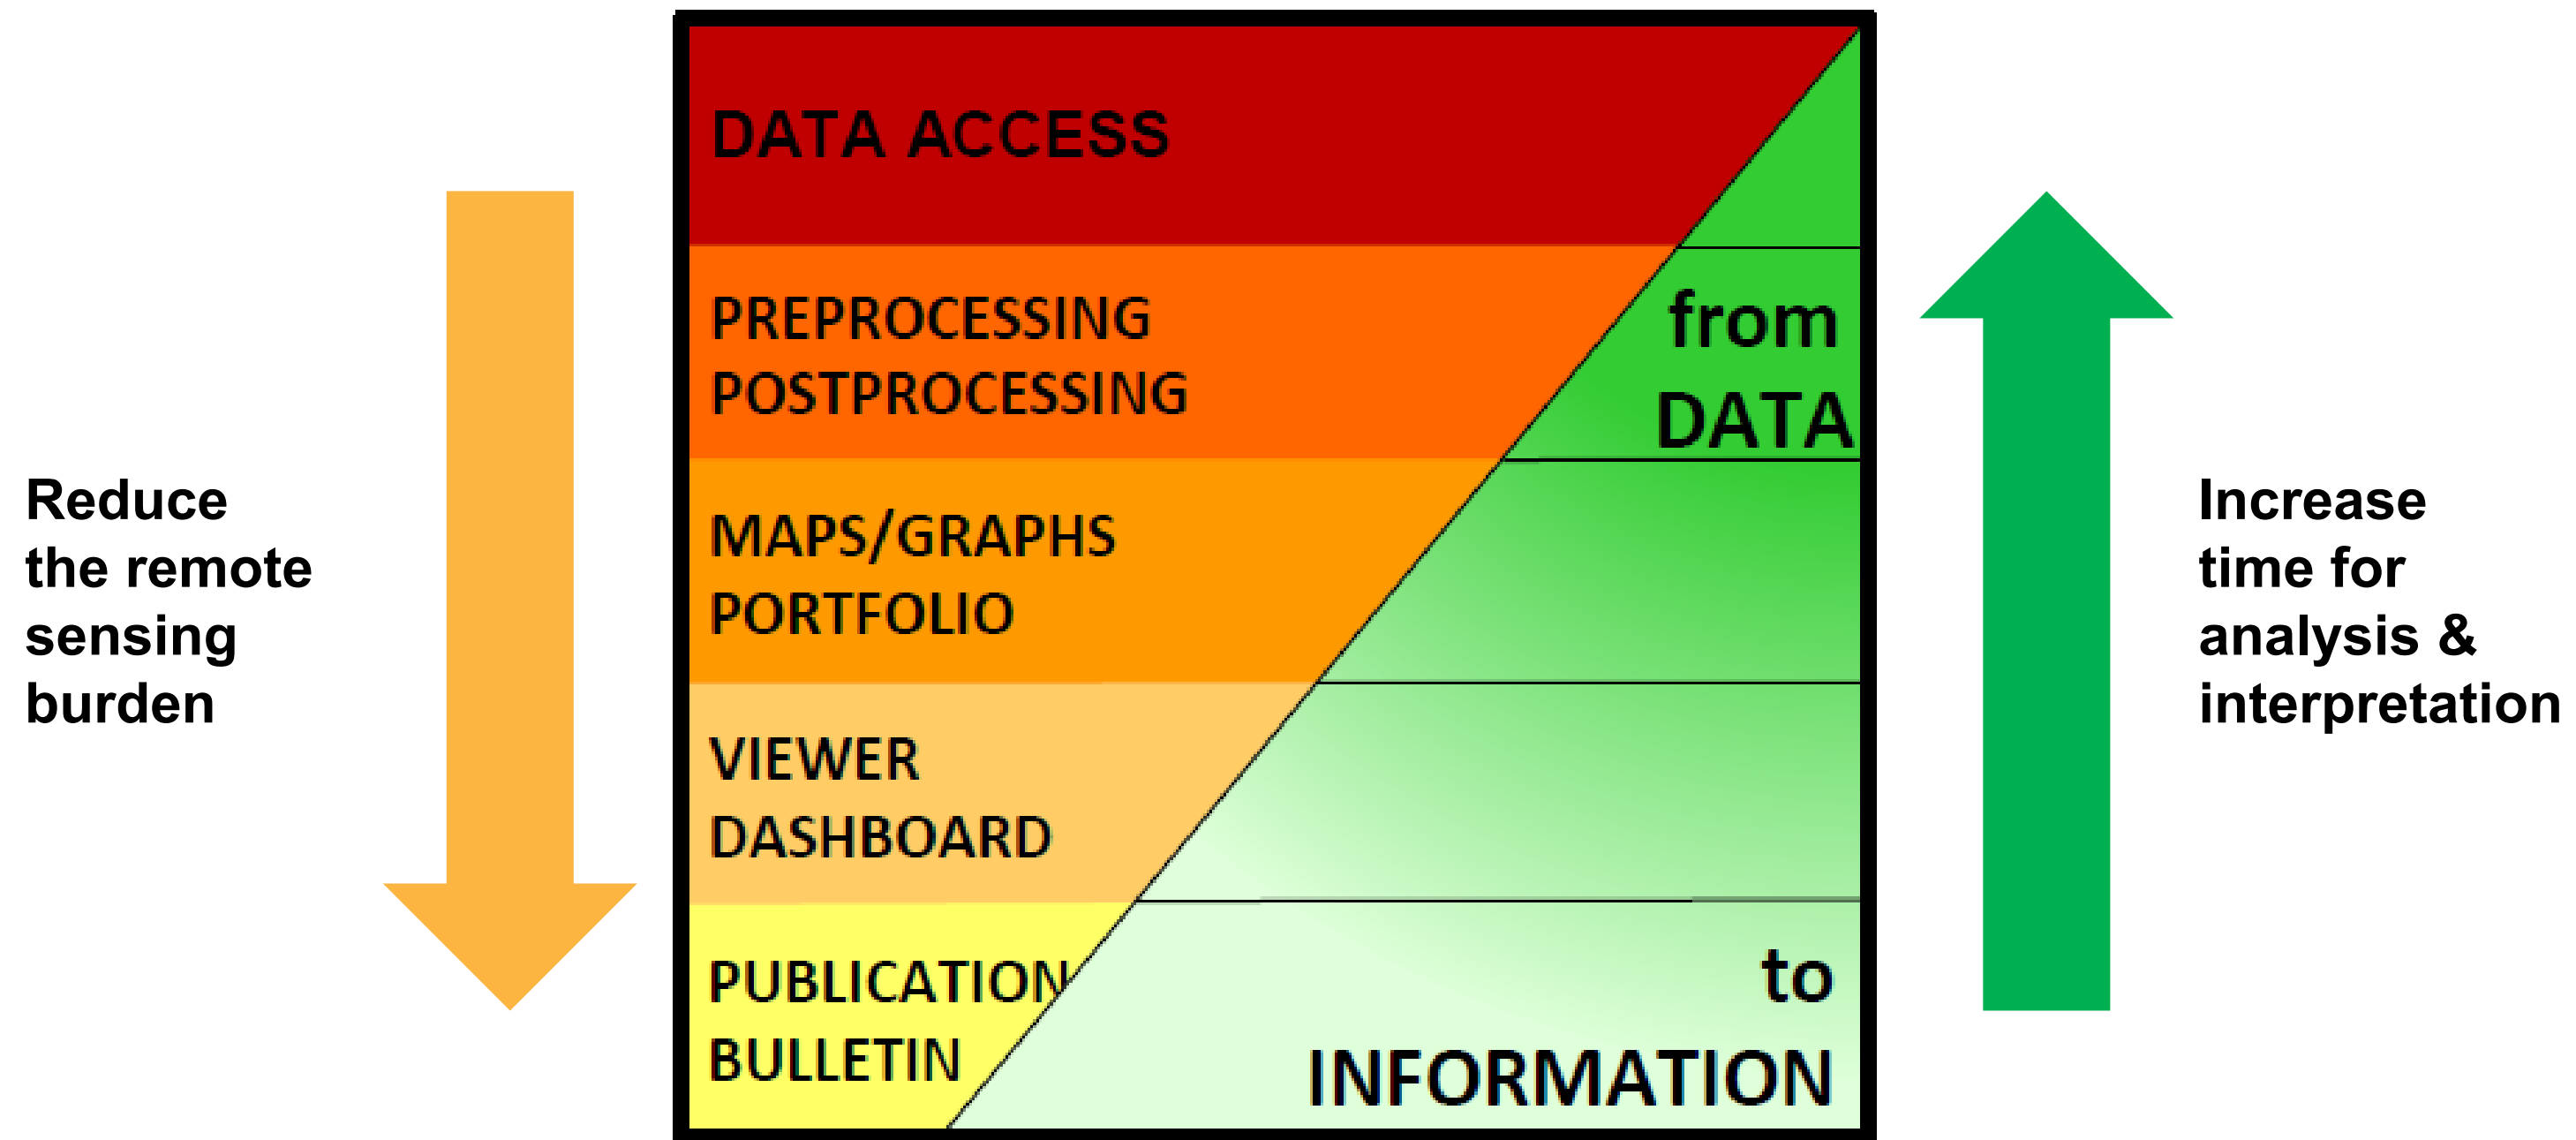 Reduce
the remote
sensing
burden
DATA ACCESS
PREPROCESSING
POSTPROCESSING
MAPS/GRAPHS
PORTFOLIO
VIEWER
DASHBOARD
PUBLICATION
BULLETIN
from
DATA
to
INFORMATION
Increase
time for
analysis &
interpretation